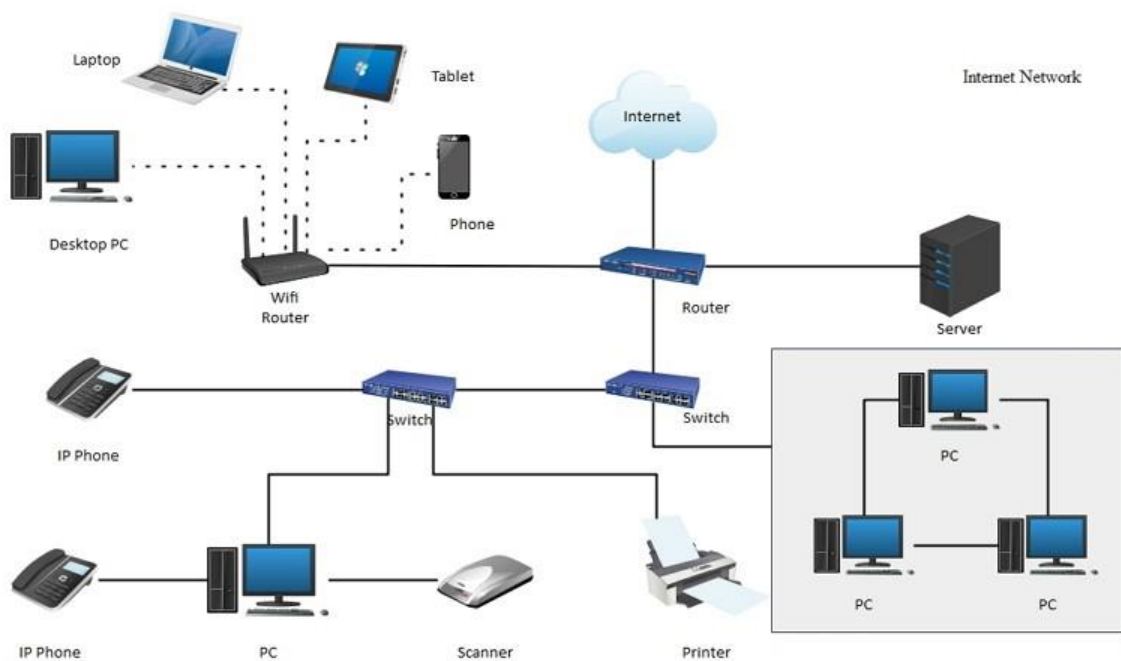 Laptop
Tablet
Internet Network
Internet
Desktop PC
Phone
Wifi
Router
Router
Server
Switch
Switch
IP Phone
PC
PC
PC
IP Phone
PC
Scanner
Printer